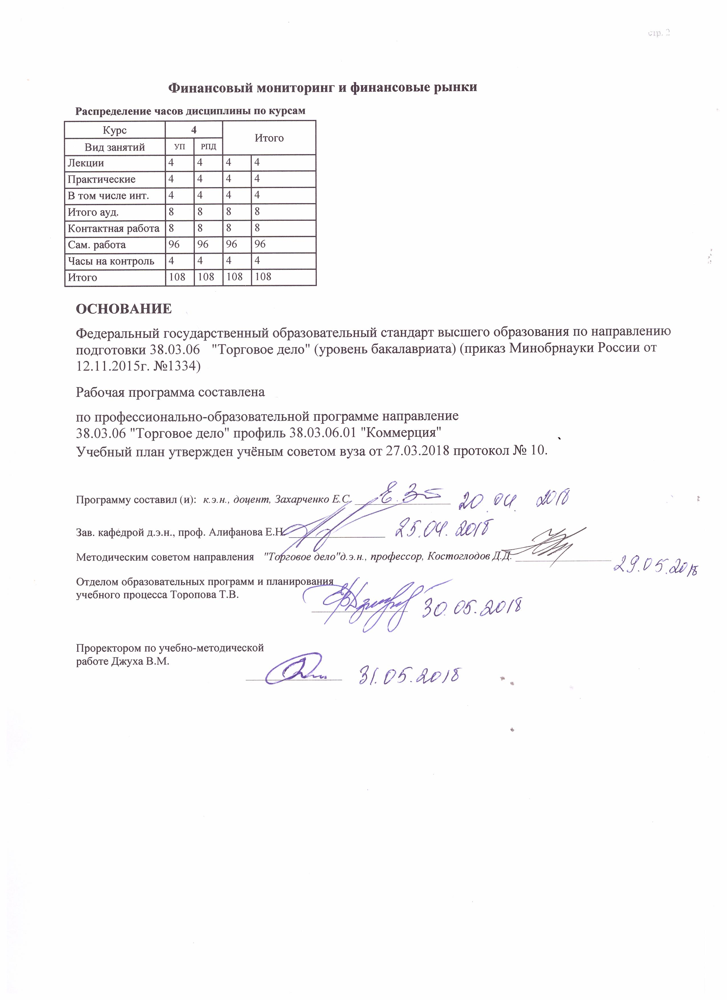 стр. 2
Финансовый мониторинг и финансовые рынки
Распределение часов дисциплины по курсам
Курс 4 Итого
Вид занятий УП РПД
Лекции 4 4 4 4
Практические 4 4 4 4
В том числе инт. 4 4 4 4
Итого ауд. 8 8 8 8
Контактная работа 8 8 8 8
Сам. работа 96 96 96 96
Часы на контроль 4 4 4 4
Итого 108 108 108 108
ОСНОВАНИЕ
Федеральный государственный образовательный стандарт высшего образования по направлению
подготовки 38.03.06 "Торговое дело" (уровень бакалавриата) (приказ Минобрнауки России от
12.11.2015г. №1334)
Рабочая программа составлена
по профессионально-образовательной программе направление
38.03.06 "Торговое дело" профиль 38.03.06.01 "Коммерция"
Учебный план утвержден учёным советом вуза от 27.03.2018 протокол № 10.
Программу составил (и): к.э.н., доцент, Захарченко Е.С. 20.04. 2018
Зав. кафедрой д.э.н., проф. Алифанова Е.Н. 25.04.2018
Методическим советом направления "Торговое дело"д.э.н., профессор, Костоглодов Д.Д. 29.05.2018
Отделом образовательных программ и планирования
учебного процесса Торопова Т.В.
30.05.2018
Проректором по учебно-методической
работе Джуха В.М.
31.05.2018